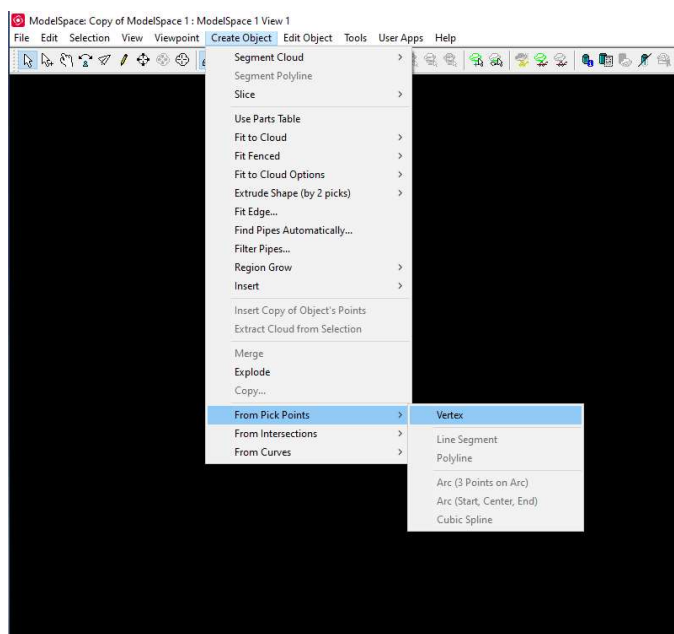 ModelSpace: Copy of ModelSpace 1 : ModelSpace 1 View 1
File Edit Selection View Viewpoint Create Object Edit Object Tools User Apps Help
Segment Cloud
Segment Polyline
Slice
Use Parts Table
Fit to Cloud
Fit Fenced
Fit to Cloud Options
Extrude Shape (by 2 picks)
Fit Edge...
Find Pipes Automatically...
Filter Pipes...
Region Grow
Insert
Insert Copy of Object's Points
Extract Cloud from Selection
Merge
Explode
Copy...
From Pick Points
From Intersections
From Curves
Vertex
Line Segment
Polyline
Arc (3 Points on Arc)
Arc (Start, Center, End)
Cubic Spline